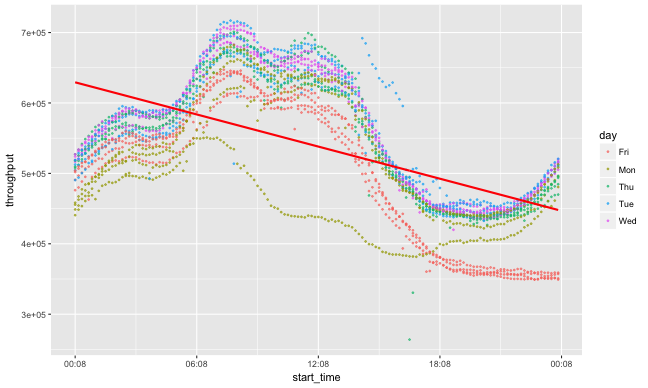 7e+05
6e+05
5e+05
4e+05
3e+05
throughput
00:08
06:08
12:08
18:08
00:08
start_time
day
Fri
Mon
Thu
Tue
Wed